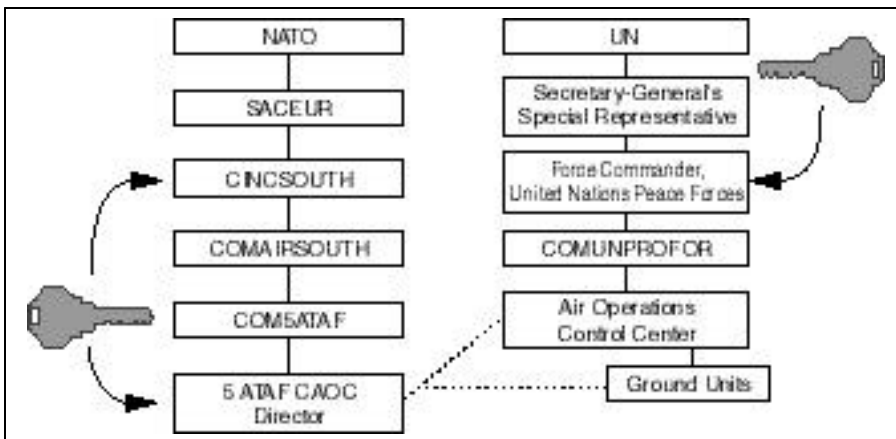 NATO
SACEUR
CINCSOUTH
COMAIRSOUTH
COM5ATAF
5 ATAF CAOC
Director
UN
Secretary-General's
Special Representative
Force Commander,
United Nations Peace Forces
COMUNPROFOR
Air Operations
Control Center
Ground Units